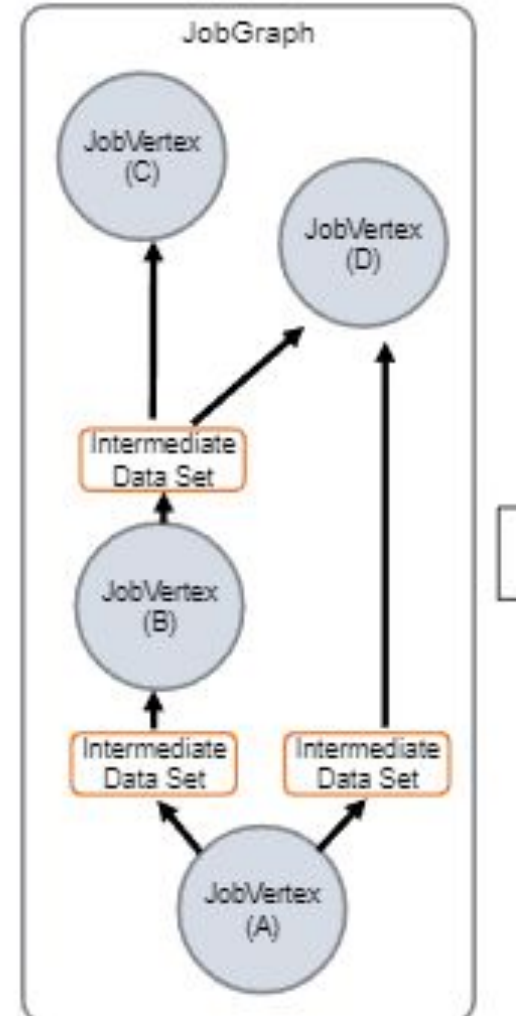 JobGraph
JobVertex
(C)
JobVertex
(D)
Intermediate
Data Set
JobVertex
(B)
Intermediate
Data Set
Intermediate
Data Set
JobVertex
(A)